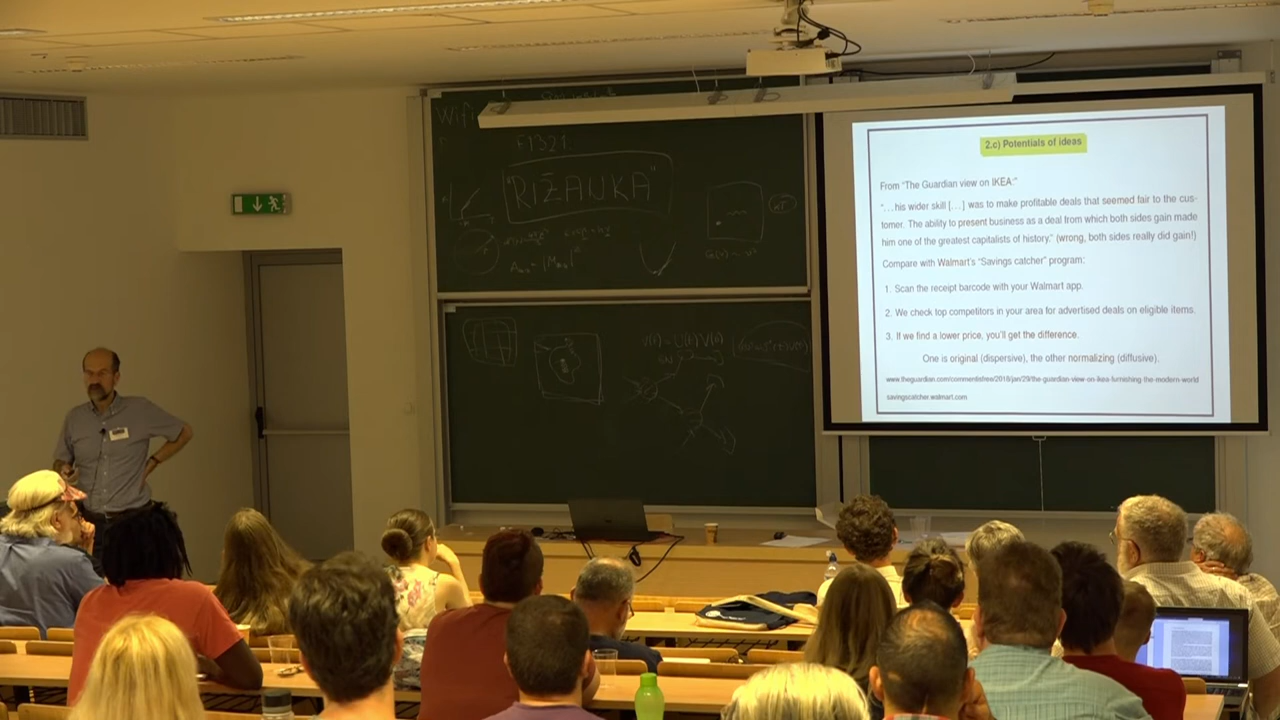 Wifi
F1321
"RIŽANKA"
V(t) = U(t) V(0)
2.c) Potentials of ideas
From "The Guardian view on IKEA:"
"…his wider skill […] was to make profitable deals that seemed fair to the cus-
tomer. The ability to present business as a deal from which both sides gain made
him one of the greatest capitalists of history." (wrong, both sides really did gain!)
Compare with Walmart's "Savings catcher" program:
1. Scan the receipt barcode with your Walmart app.
2. We check top competitors in your area for advertised deals on eligible items.
3. If we find a lower price, you'll get the difference.
One is original (dispersive), the other normalizing (diffusive).
www.theguardian.com/commentisfree/2018/jan/29/the-guardian-view-on-ikea-furnishing-the-modern-world
savingscatcher.walmart.com